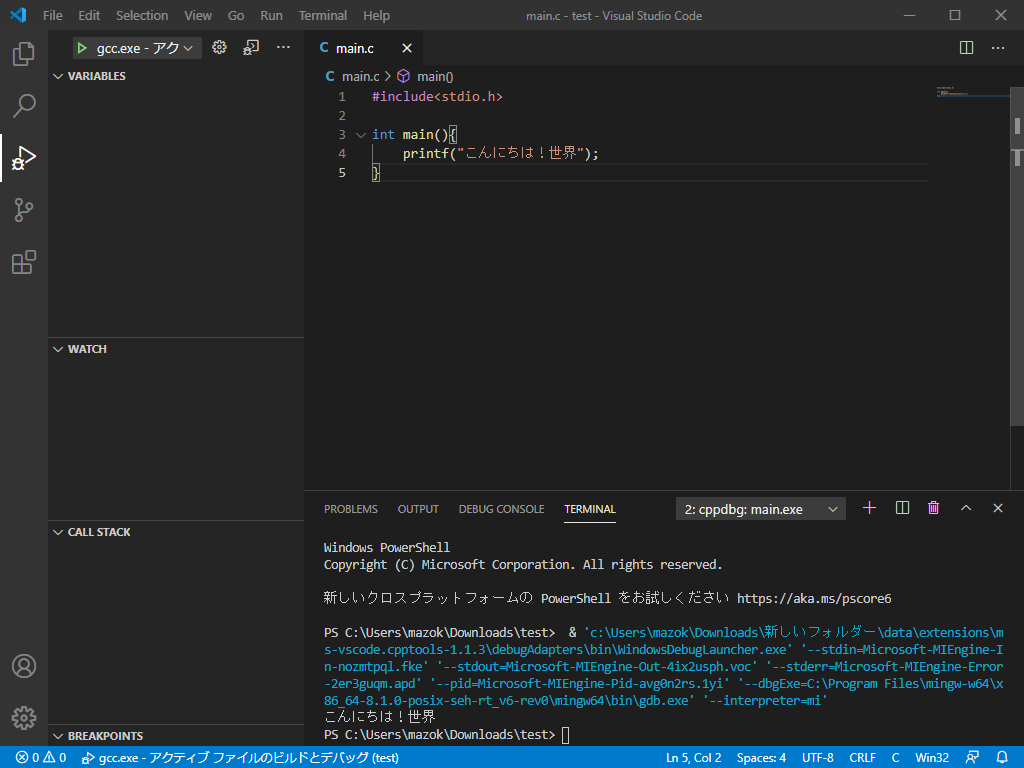 File Edit Selection View Go Run Terminal Help main.c - test - Visual Studio Code
gcc.exe - アク
VARIABLES
WATCH
CALL STACK
BREAKPOINTS
C main.c
C main.c > main()
1 #include<stdio.h>
2
3 int main(){
4 printf("こんにちは！世界");
5 }
PROBLEMS OUTPUT DEBUG CONSOLE TERMINAL 2: cppdbg: main.exe
Windows PowerShell
Copyright (C) Microsoft Corporation. All rights reserved.
新しいクロスプラットフォームの PowerShell をお試しください https://aka.ms/pscore6
PS C:\Users\mazok\Downloads\test> & 'c:\Users\mazok\Downloads\新しいフォルダー\data\extensions\m
s-vscode.cpptools-1.1.3\debugAdapters\bin\WindowsDebugLauncher.exe' '--stdin=Microsoft-MIEngine-I
n-nozmtpql.fke' '--stdout=Microsoft-MIEngine-Out-4ix2usph.voc' '--stderr=Microsoft-MIEngine-Error
-2er3guqm.apd' '--pid=Microsoft-MIEngine-Pid-avg0n2rs.1yi' '--dbgExe=C:\Program Files\mingw-w64\x
86_64-8.1.0-posix-seh-rt_v6-rev0\mingw64\bin\gdb.exe' '--interpreter=mi'
こんにちは！世界
PS C:\Users\mazok\Downloads\test>
0 0 gcc.exe - アクティブ ファイルのビルドとデバッグ (test) Ln 5, Col 2 Spaces: 4 UTF-8 CRLF C Win32